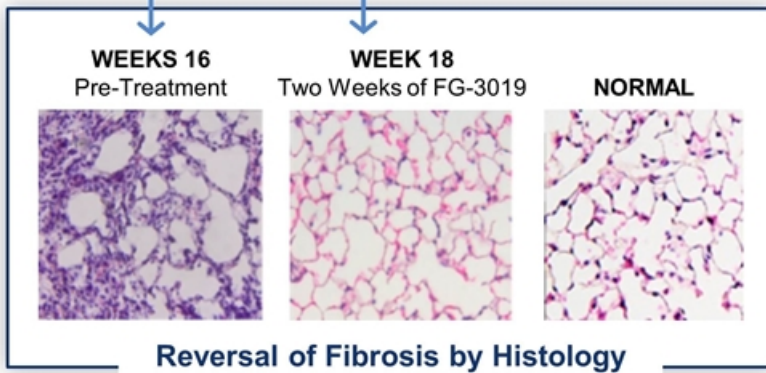 WEEKS 16
Pre-Treatment
WEEK 18
Two Weeks of FG-3019
NORMAL
Reversal of Fibrosis by Histology